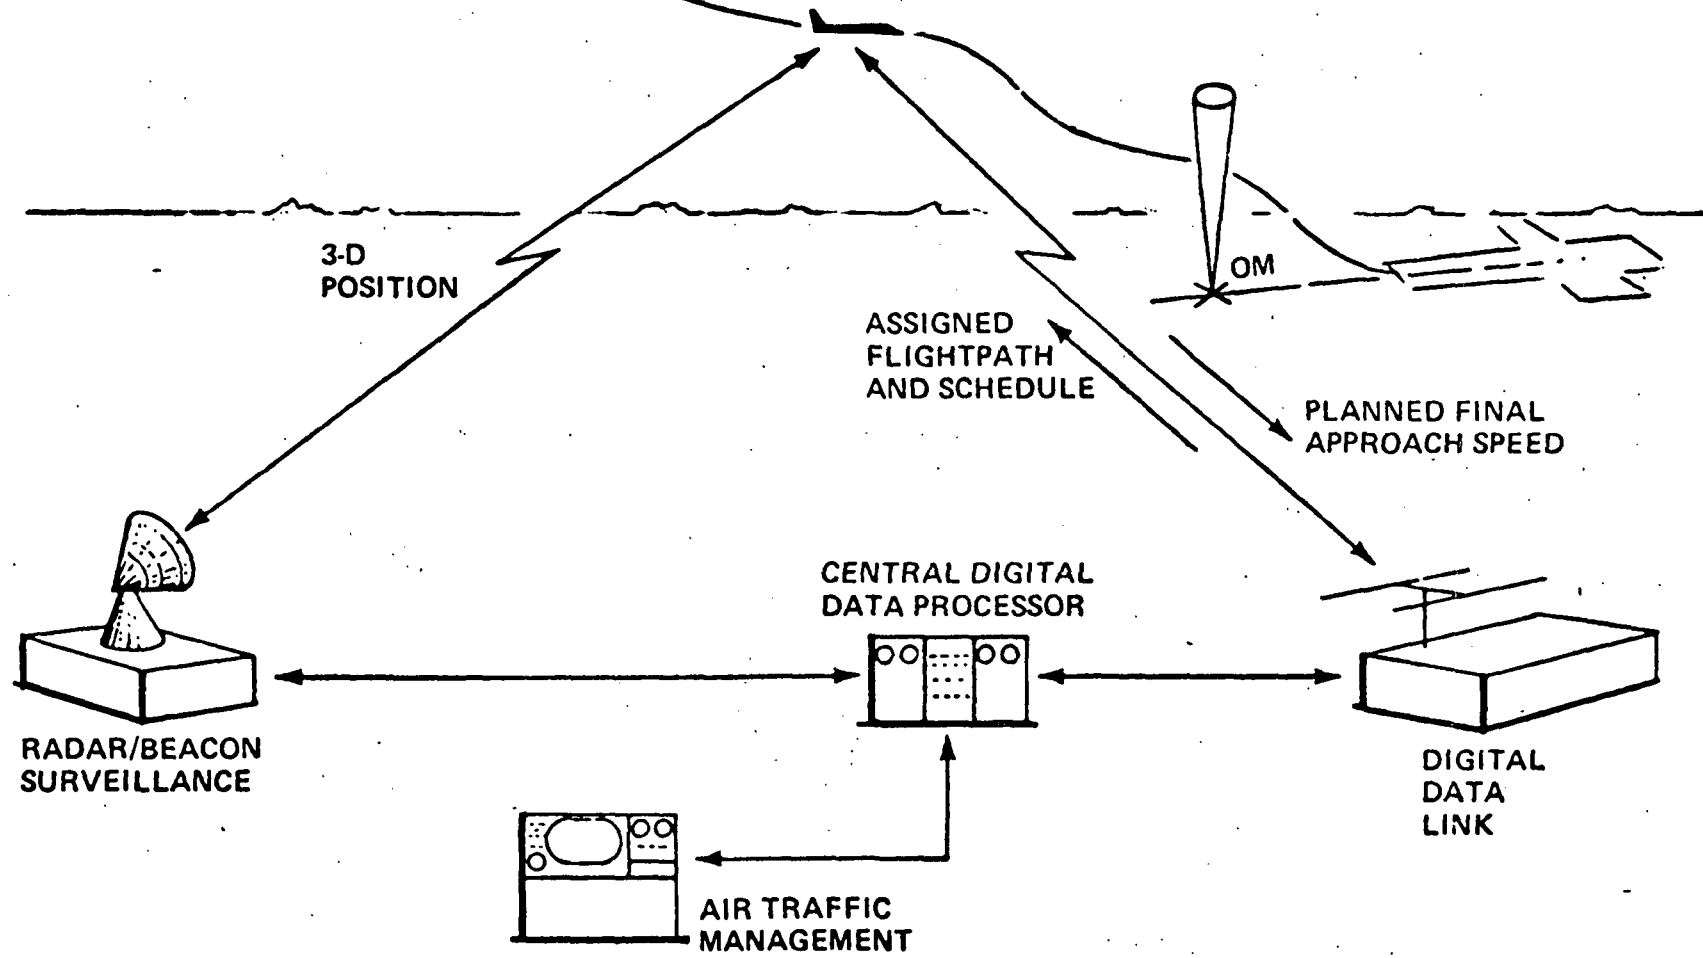 3-D
POSITION
OM
ASSIGNED
FLIGHTPATH
AND SCHEDULE
PLANNED FINAL
APPROACH SPEED
CENTRAL DIGITAL
DATA PROCESSOR
RADAR/BEACON
SURVEILLANCE
DIGITAL
DATA
LINK
AIR TRAFFIC
MANAGEMENT